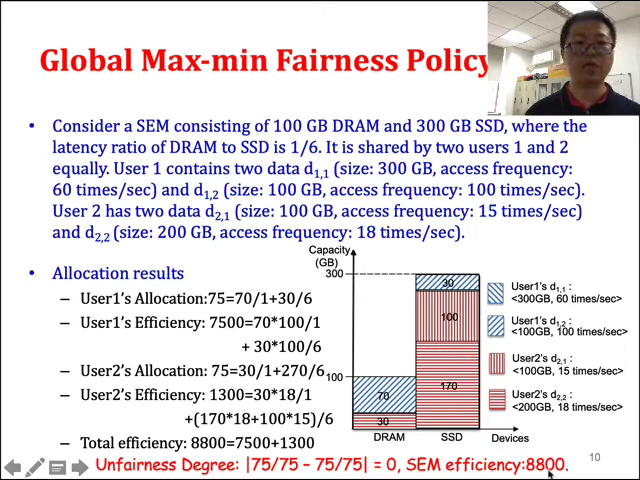 Global Max-min Fairness Policy
• Consider a SEM consisting of 100 GB DRAM and 300 GB SSD, where the
latency ratio of DRAM to SSD is 1/6. It is shared by two users 1 and 2
equally. User 1 contains two data d1,1 (size: 300 GB, access frequency:
60 times/sec) and d1,2 (size: 100 GB, access frequency: 100 times/sec).
User 2 has two data d2,1 (size: 100 GB, access frequency: 15 times/sec)
and d2,2 (size: 200 GB, access frequency: 18 times/sec).
• Allocation results
– User1's Allocation:75=70/1+30/6
– User1's Efficiency: 7500=70*100/1
+ 30*100/6
– User2's Allocation: 75=30/1+270/6
– User2's Efficiency: 1300=30*18/1
+(170*18+100*15)/6
– Total efficiency: 8800=7500+1300
Capacity
(GB)
300
100
30
100
170
70
30
DRAM
SSD
Devices
User1's d1,1 :
<300GB, 60 times/sec>
User1's d1,2 :
<100GB, 100 times/sec>
User2's d2,1 :
<100GB, 15 times/sec>
User2's d2,2 :
<200GB, 18 times/sec>
Unfairness Degree: |75/75 – 75/75| = 0, SEM efficiency:8800.
10